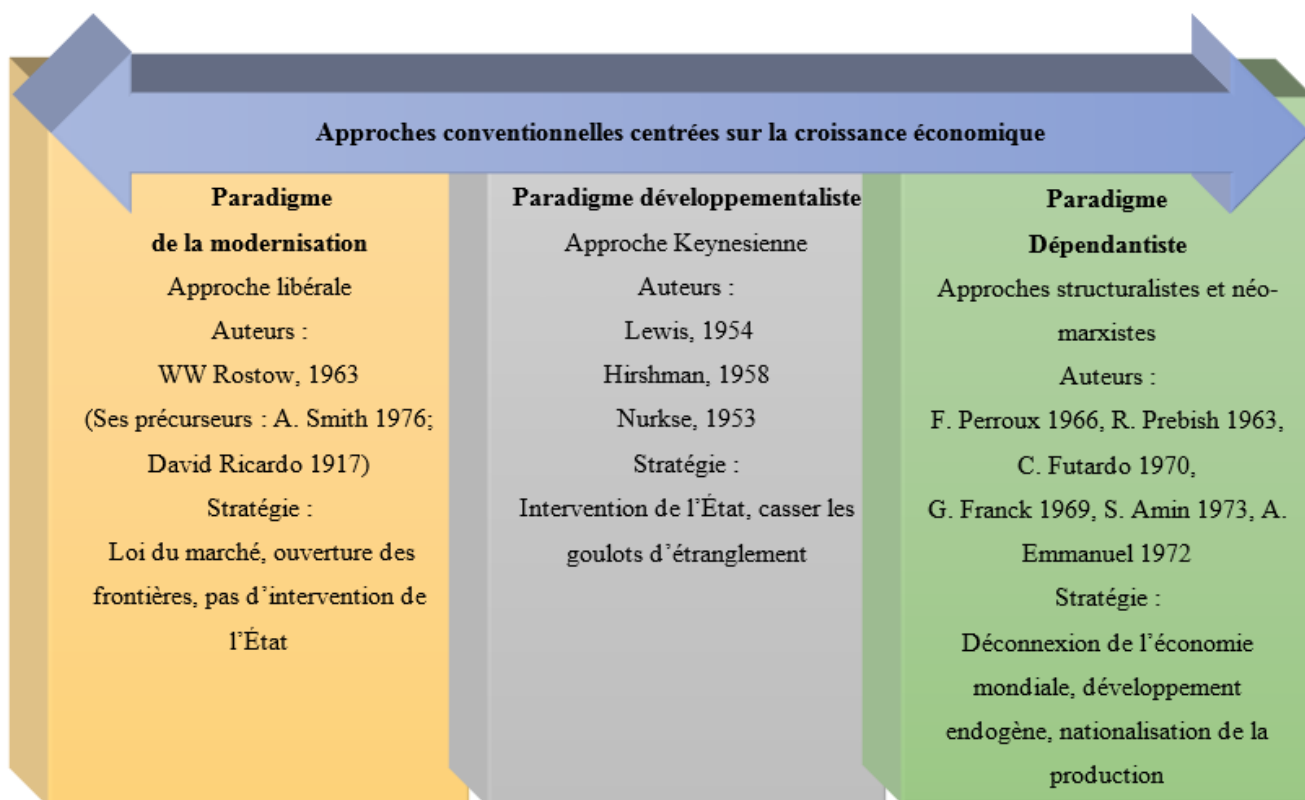 Approches conventionnelles centrées sur la croissance économique
Paradigme
de la modernisation
Approche libérale
Auteurs :
WW Rostow, 1963
(Ses précurseurs : A. Smith 1976;
David Ricardo 1917)
Stratégie :
Loi du marché, ouverture des
frontières, pas d’intervention de
l’État
Paradigme développementaliste
Approche Keynesienne
Auteurs :
Lewis, 1954
Hirshman, 1958
Nurkse, 1953
Stratégie :
Intervention de l’État, casser les
goulots d’étranglement
Paradigme
Dépendantiste
Approches structuralistes et néo-
marxistes
Auteurs :
F. Perroux 1966, R. Prebish 1963,
C. Futardo 1970,
G. Franck 1969, S. Amin 1973, A.
Emmanuel 1972
Stratégie :
Déconnexion de l’économie
mondiale, développement
endogène, nationalisation de la
production